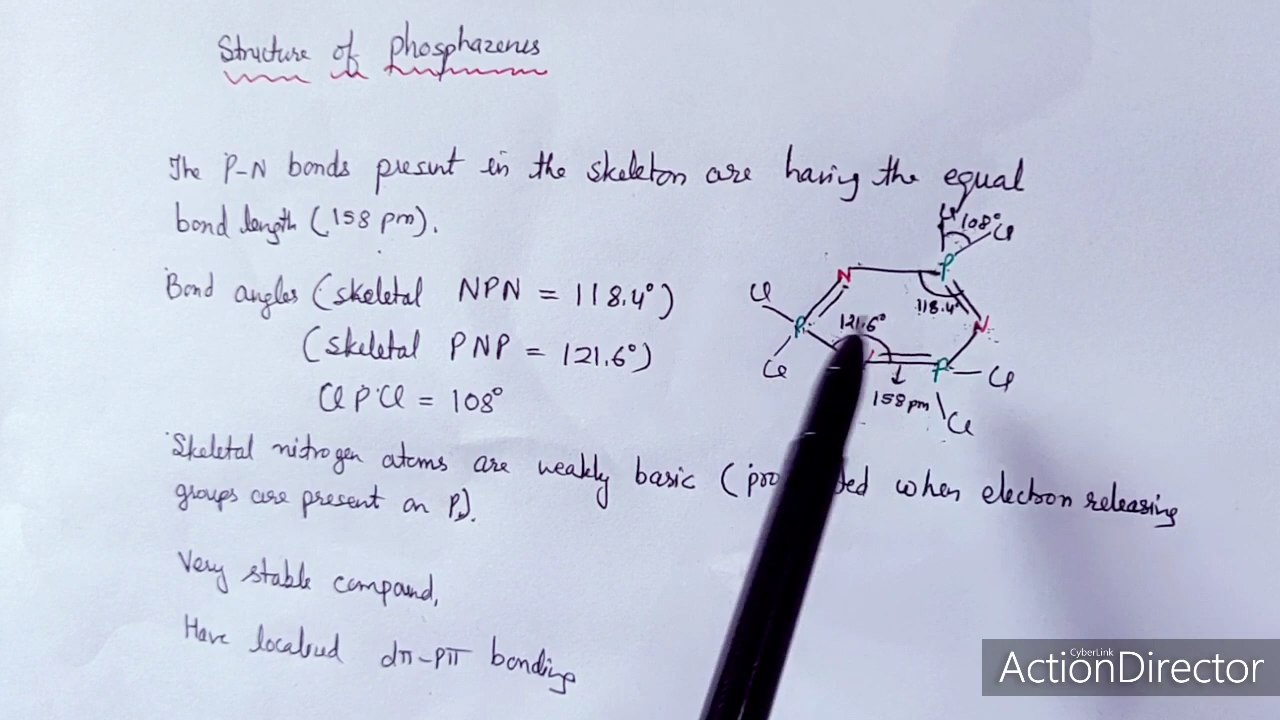 Structure of phosphazenes
The P-N bonds present in the skeleton are having the equal
bond length (158 pm).
Bond angles (skeletal NPN = 118.4°)
(skeletal PNP = 121.6°)
Cl P Cl = 108°
Skeletal nitrogen atoms are weakly basic ( when electron releasing
groups are present on P).
Very stable compound,
Have localised dπ-pπ bonding
Cl 108° Cl
N P
Cl 118.4°
P 121.6° N
Cl P Cl
158 pm
Cl
CyberLink
ActionDirector